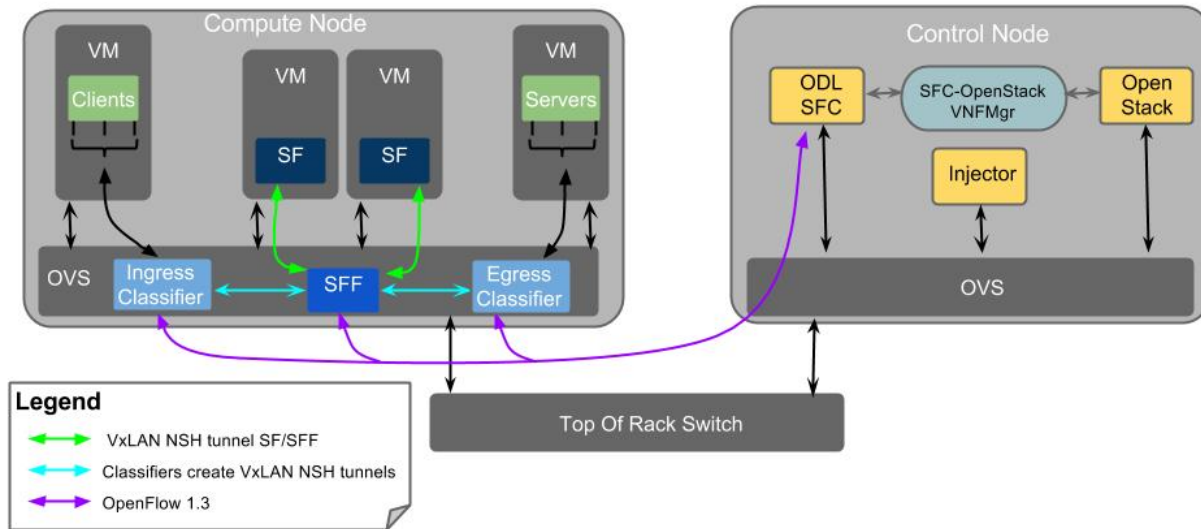 Compute Node
VM
Clients
VM
SF
VM
SF
VM
Servers
OVS
Ingress
Classifier
SFF
Egress
Classifier
Control Node
ODL
SFC
SFC-OpenStack
VNFMgr
Open
Stack
Injector
OVS
Top Of Rack Switch
Legend
VxLAN NSH tunnel SF/SFF
Classifiers create VxLAN NSH tunnels
OpenFlow 1.3